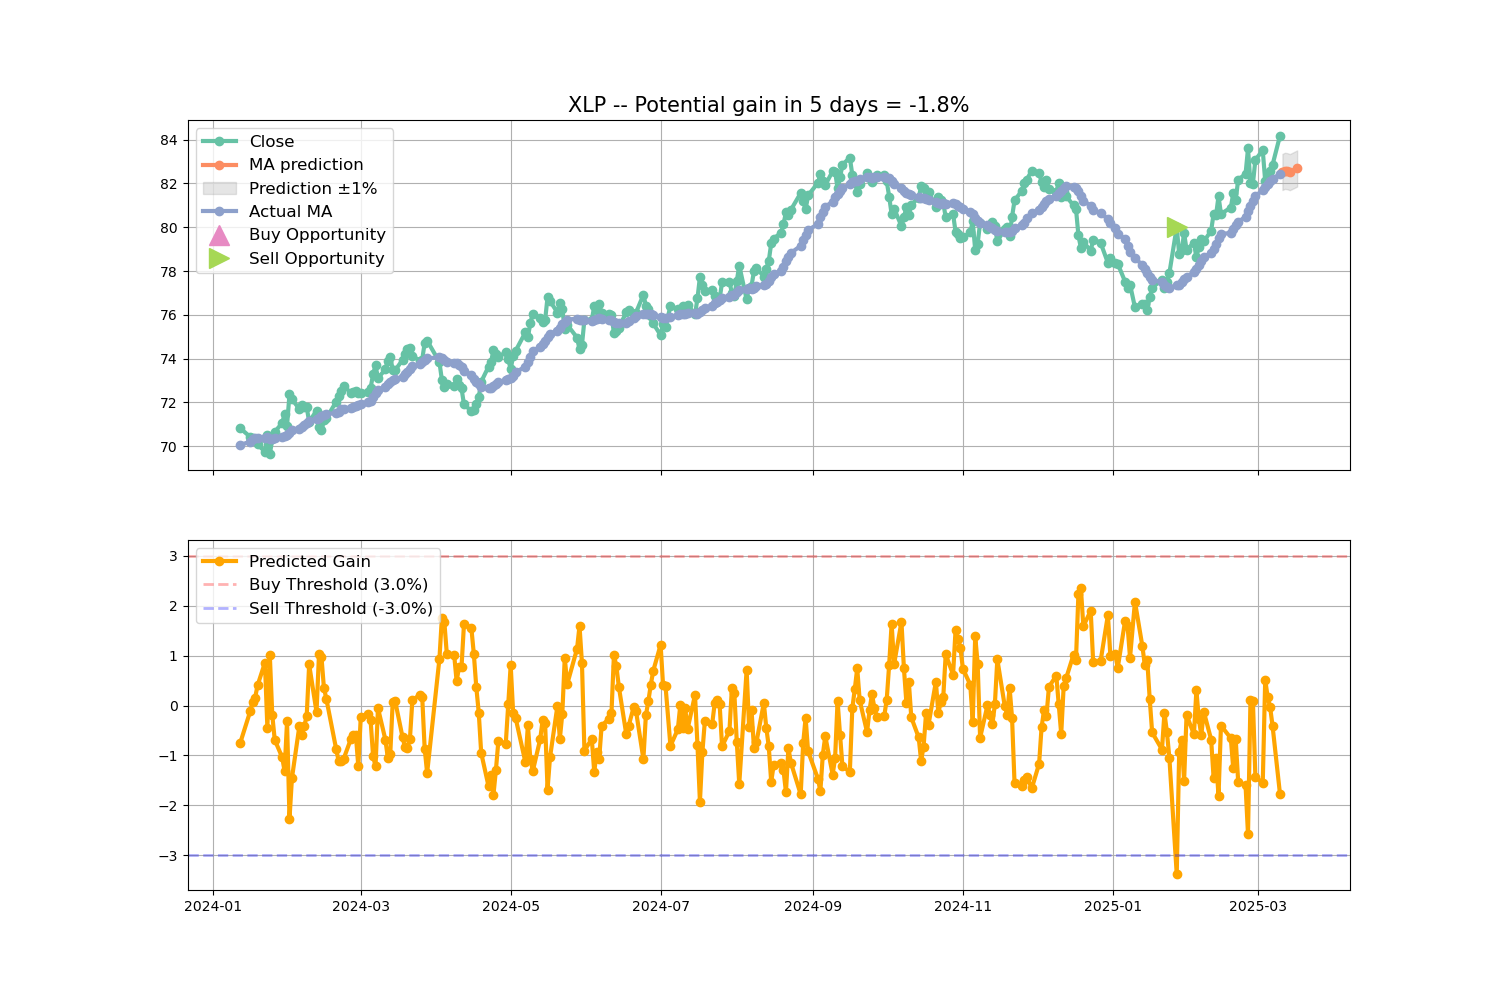 XLP -- Potential gain in 5 days = -1.8%
84
82
80
78
76
74
72
70
Close
MA prediction
Prediction ±1%
Actual MA
Buy Opportunity
Sell Opportunity
3
2
1
0
−1
−2
−3
Predicted Gain
Buy Threshold (3.0%)
Sell Threshold (-3.0%)
2024-01
2024-03
2024-05
2024-07
2024-09
2024-11
2025-01
2025-03